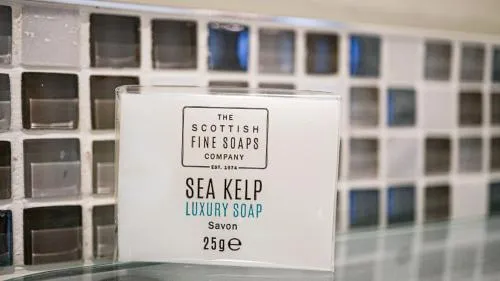 THE
SCOTTISH
FINE SOAPS
COMPANY
EST. 1974
SEA KELP
LUXURY SOAP
Savon
25g℮